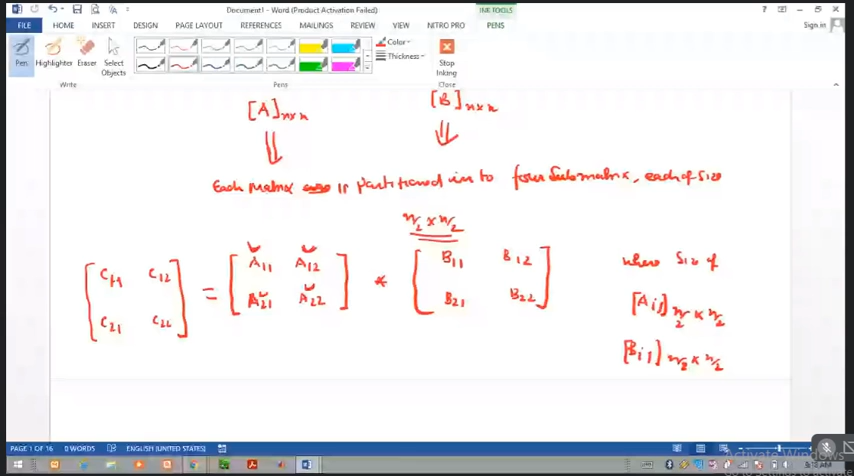 Document1 - Microsoft Word (Product Activation Failed)
INK TOOLS
FILE HOME INSERT DESIGN PAGE LAYOUT REFERENCES MAILINGS REVIEW VIEW NITRO PRO PENS
Sign in
Pen Highlighter Eraser Select Objects
Color
Thickness
Stop Inking
Write Pens Close
[A]n×n [B]n×n
Each matrix is Partitioned in to four Submatrix, each of Size
n/2 × n/2
[C11 C12 C21 C22] = [A11 A12 A21 A22] * [B11 B12 B21 B22]
where Size of
[Aij] n/2 × n/2
[Bij] n/2 × n/2
PAGE 1 OF 16 0 WORDS ENGLISH (UNITED STATES)
Activate Windows